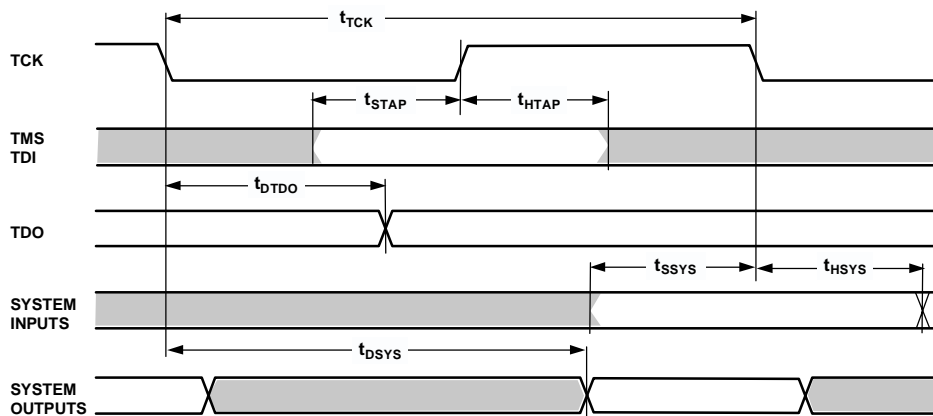 tTCK
TCK
tSTAP
tHTAP
TMS
TDI
tDTDO
TDO
tSSYS
tHSYS
SYSTEM
INPUTS
tDSYS
SYSTEM
OUTPUTS